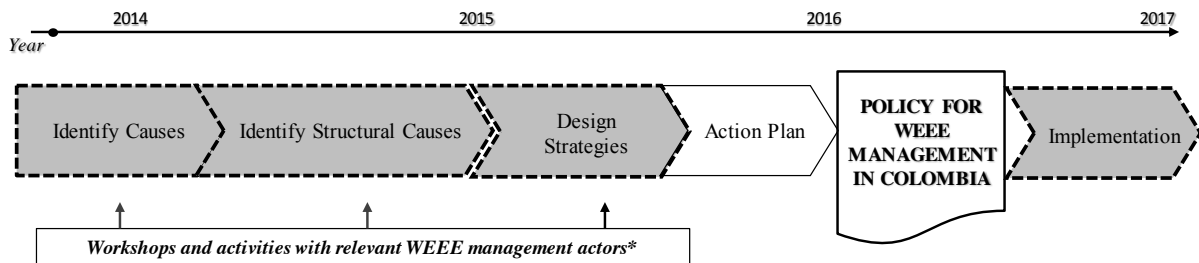 2014 2015 2016 2017
Year
Identify Causes
Identify Structural Causes
Design
Strategies
Action Plan
POLICY FOR
WEEE
MANAGEMENT
IN COLOMBIA
Implementation
Workshops and activities with relevant WEEE management actors*